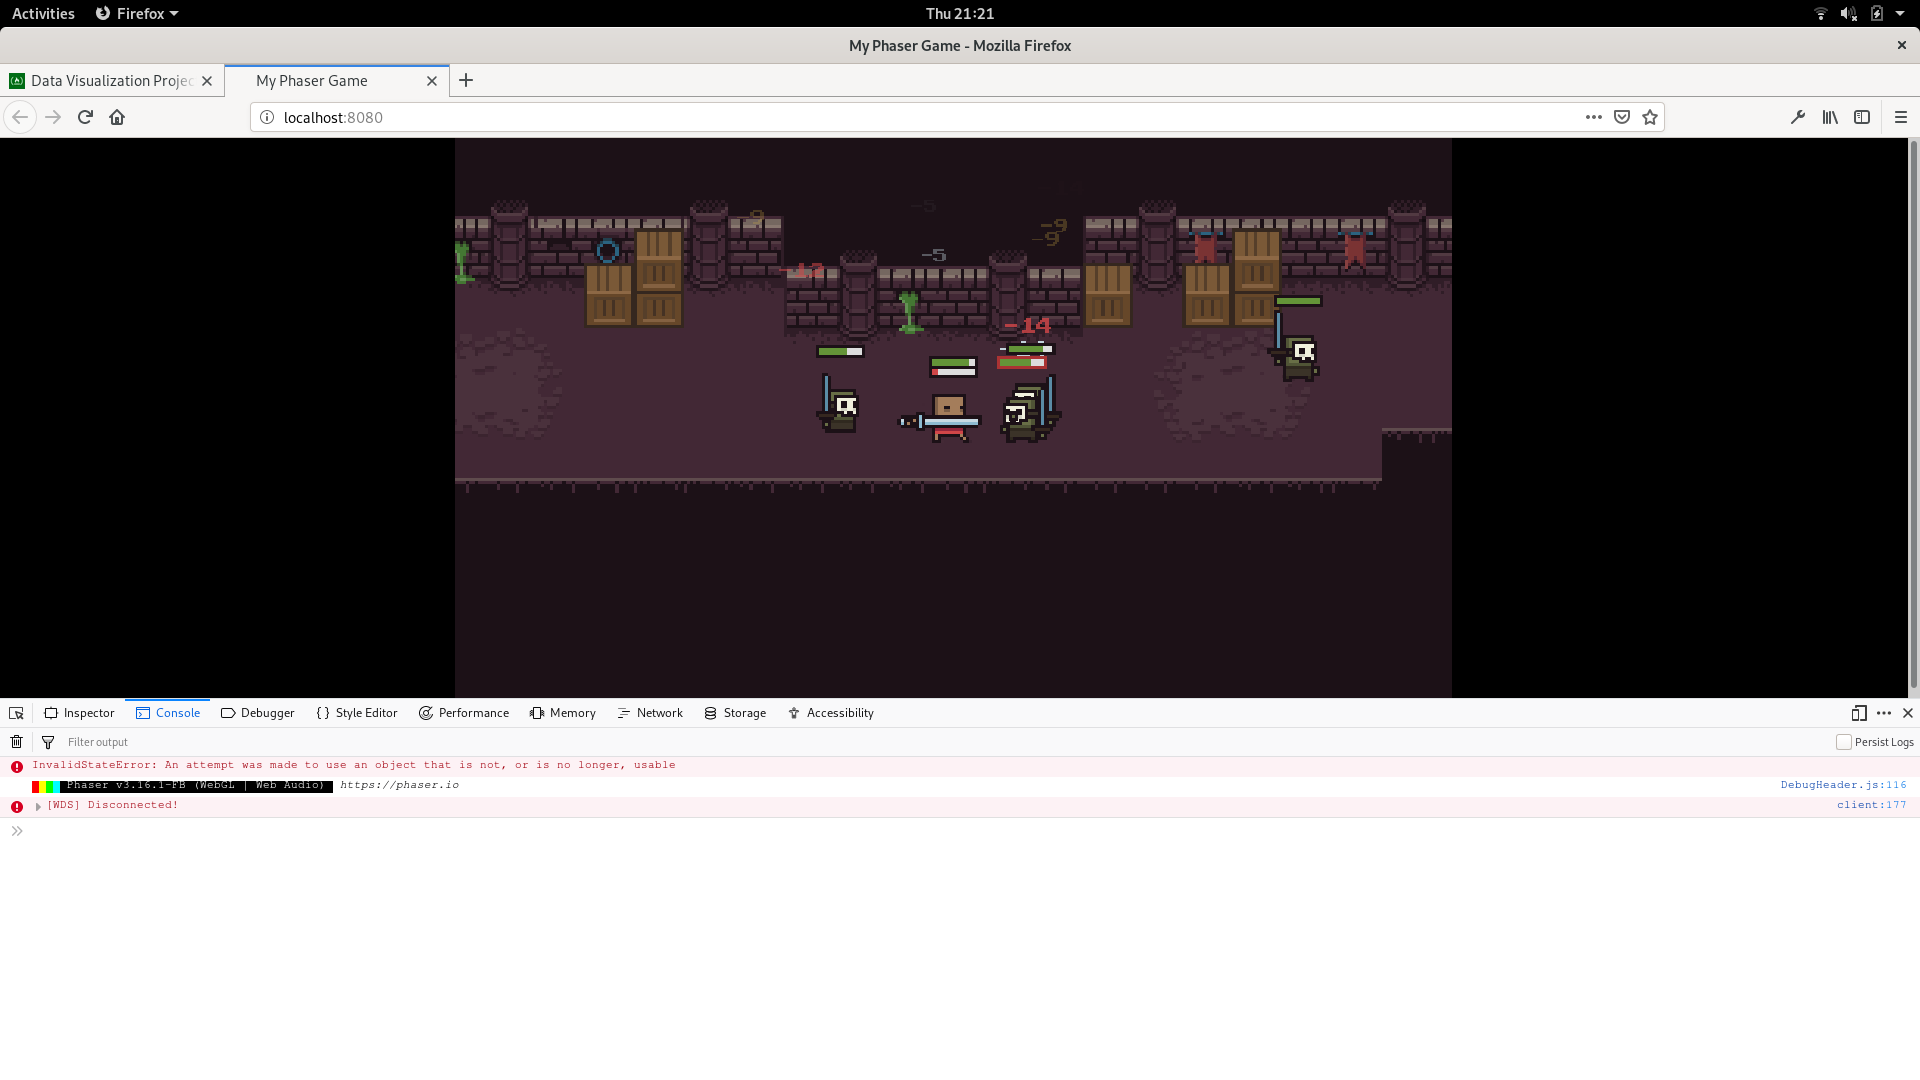 Activities Firefox Thu 21:21
My Phaser Game - Mozilla Firefox
Data Visualization Projec My Phaser Game
localhost:8080
-5
-9
-9
-9
-5
-12
-14
Inspector Console Debugger Style Editor Performance Memory Network Storage Accessibility
Filter output Persist Logs
InvalidStateError: An attempt was made to use an object that is not, or is no longer, usable
Phaser v3.16.1-FB (WebGL | Web Audio) https://phaser.io DebugHeader.js:116
[WDS] Disconnected! client:177